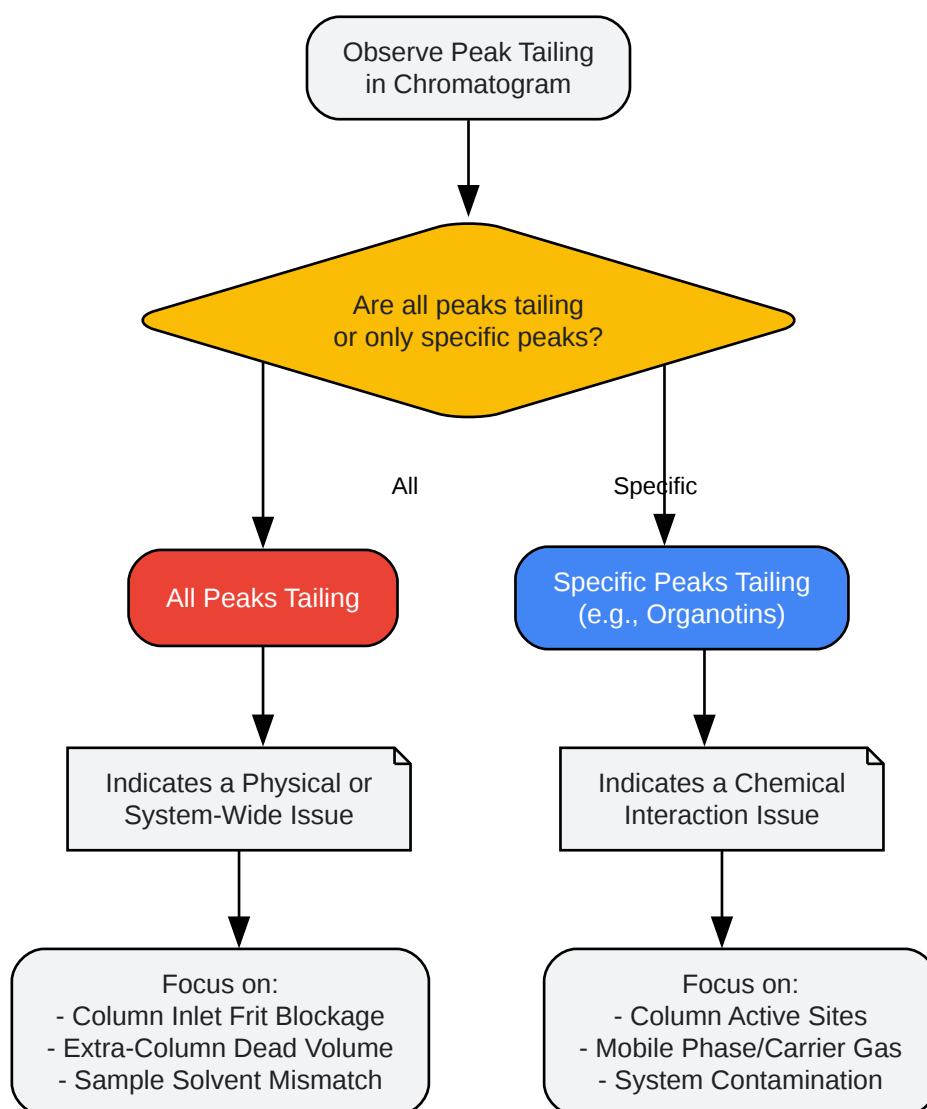 Observe Peak Tailing
in Chromatogram
Are all peaks tailing
or only specific peaks?
All
Specific
All Peaks Tailing
Specific Peaks Tailing
(e.g., Organotins)
Indicates a Physical or
System-Wide Issue
Indicates a Chemical
Interaction Issue
Focus on:
- Column Inlet Frit Blockage
- Extra-Column Dead Volume
- Sample Solvent Mismatch
Focus on:
- Column Active Sites
- Mobile Phase/Carrier Gas
- System Contamination